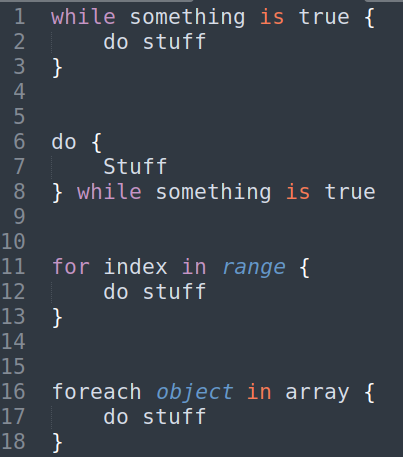 1 while something is true {
2     do stuff
3 }
4
5
6 do {
7     Stuff
8 } while something is true
9
10
11 for index in range {
12     do stuff
13 }
14
15
16 foreach object in array {
17     do stuff
18 }